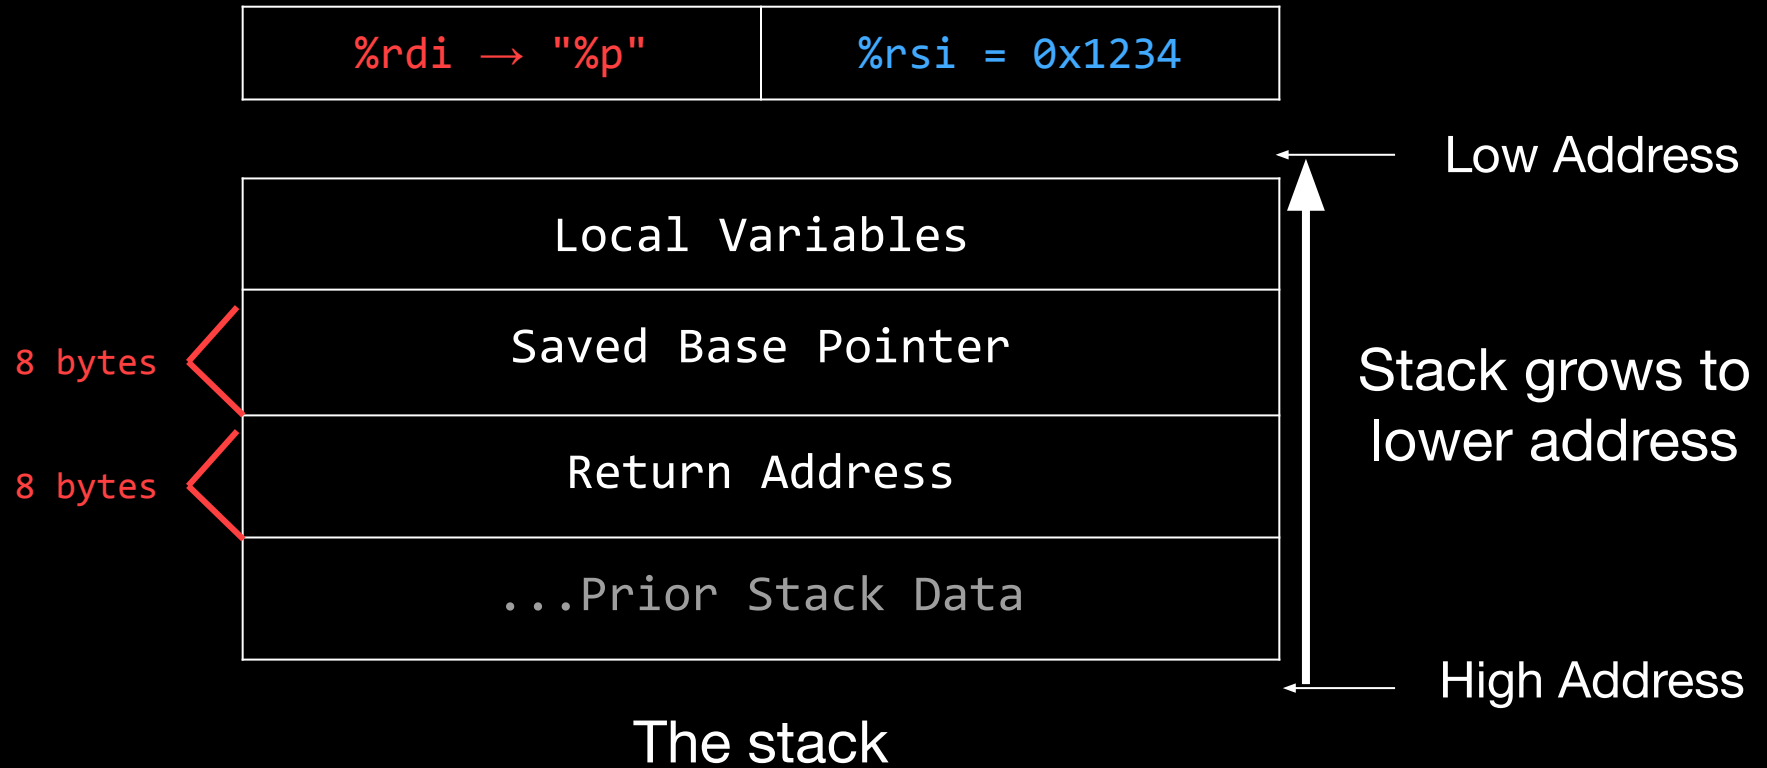 %rdi → "%p"
%rsi = 0x1234
Low Address
Local Variables
8 bytes
Saved Base Pointer
Stack grows to
lower address
8 bytes
Return Address
...Prior Stack Data
High Address
The stack